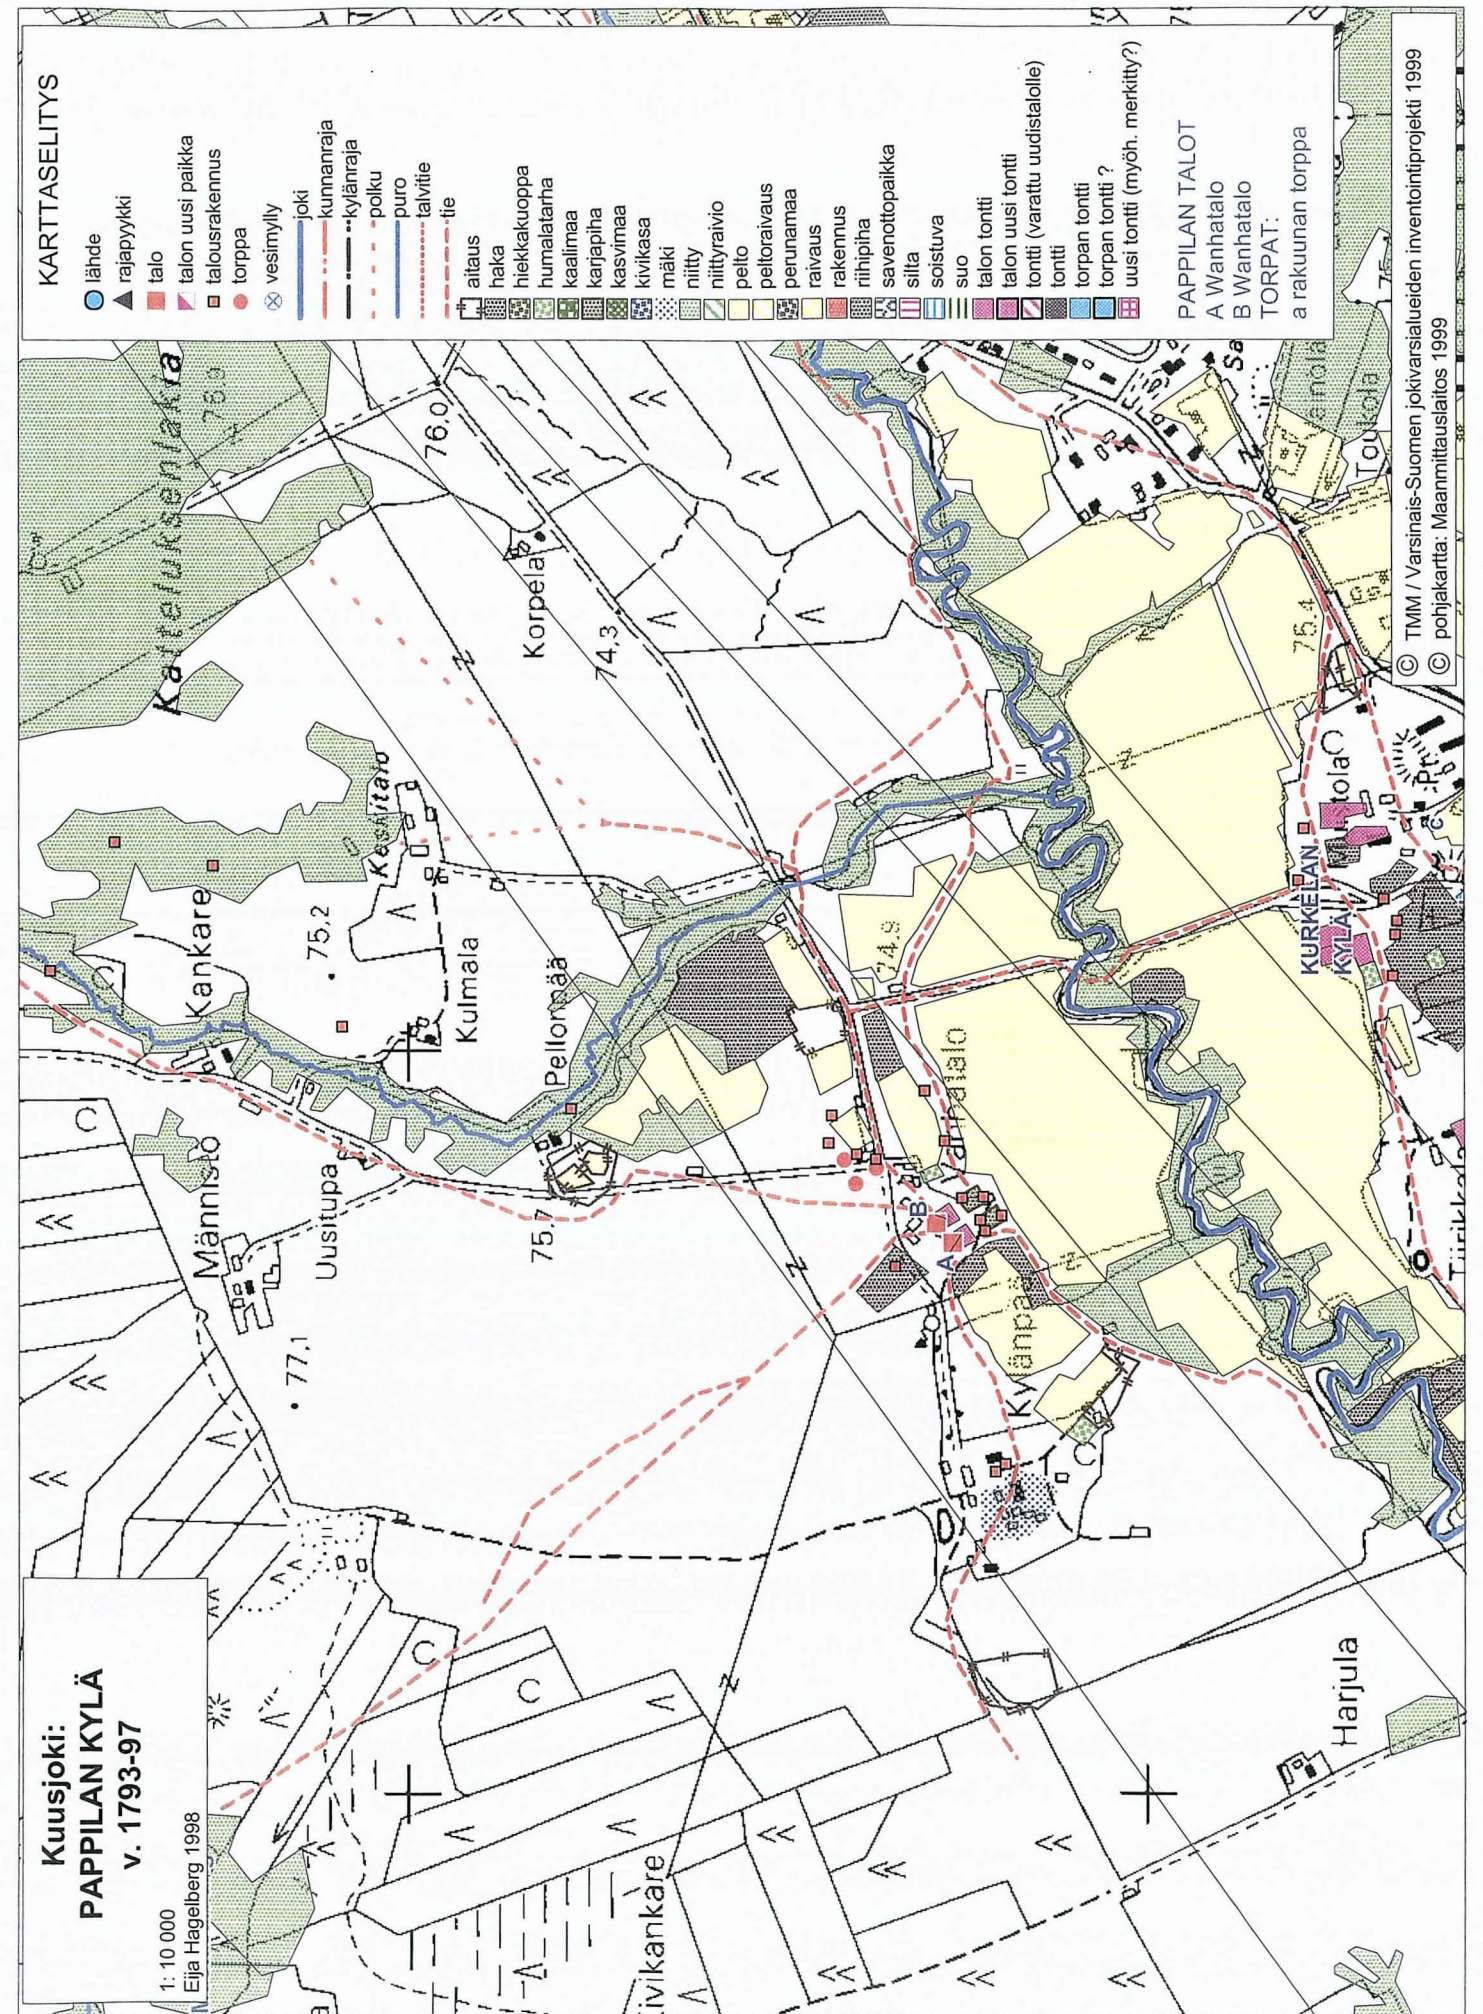 Kuusjoki:
PAPPILAN KYLÄ
v. 1793-97
1: 10 000
Eija Hagelberg 1998
KARTTASELITYS
lähde
rajapyykki
talo
talon uusi paikka
talousrakennus
torppa
vesimylly
joki
kunnanraja
kylänraja
polku
puro
talvitie
tie
aitaus
haka
hiekkakuoppa
humalatarha
kaalimaa
karjapiha
kasvimaa
kivikasa
mäki
niitty
niittyraivio
pelto
peltoraivaus
perunamaa
raivaus
rakennus
riihipiha
savenottopaikka
silta
soistuva
suo
talon tontti
talon uusi tontti
tontti (varattu uudistalolle)
tontti
torpan tontti
torpan tontti ?
uusi tontti (myöh. merkitty?)
PAPPILAN TALOT
A Wanhatalo
B Wanhatalo
TORPAT:
a rakunan torppa
© TMM / Varsinais-Suomen jokivarsialueiden inventointiprojekti 1999
© pohjakartta: Maanmittauslaitos 1999
76,0
Korpela
74,3
Kankare
75,2
Kulmala
Pellonpää
Männistö
Uusitupa
75.7
77,1
74,9
75.4
B
A
KURKELAN
KYLÄ
Toukola
Harjula